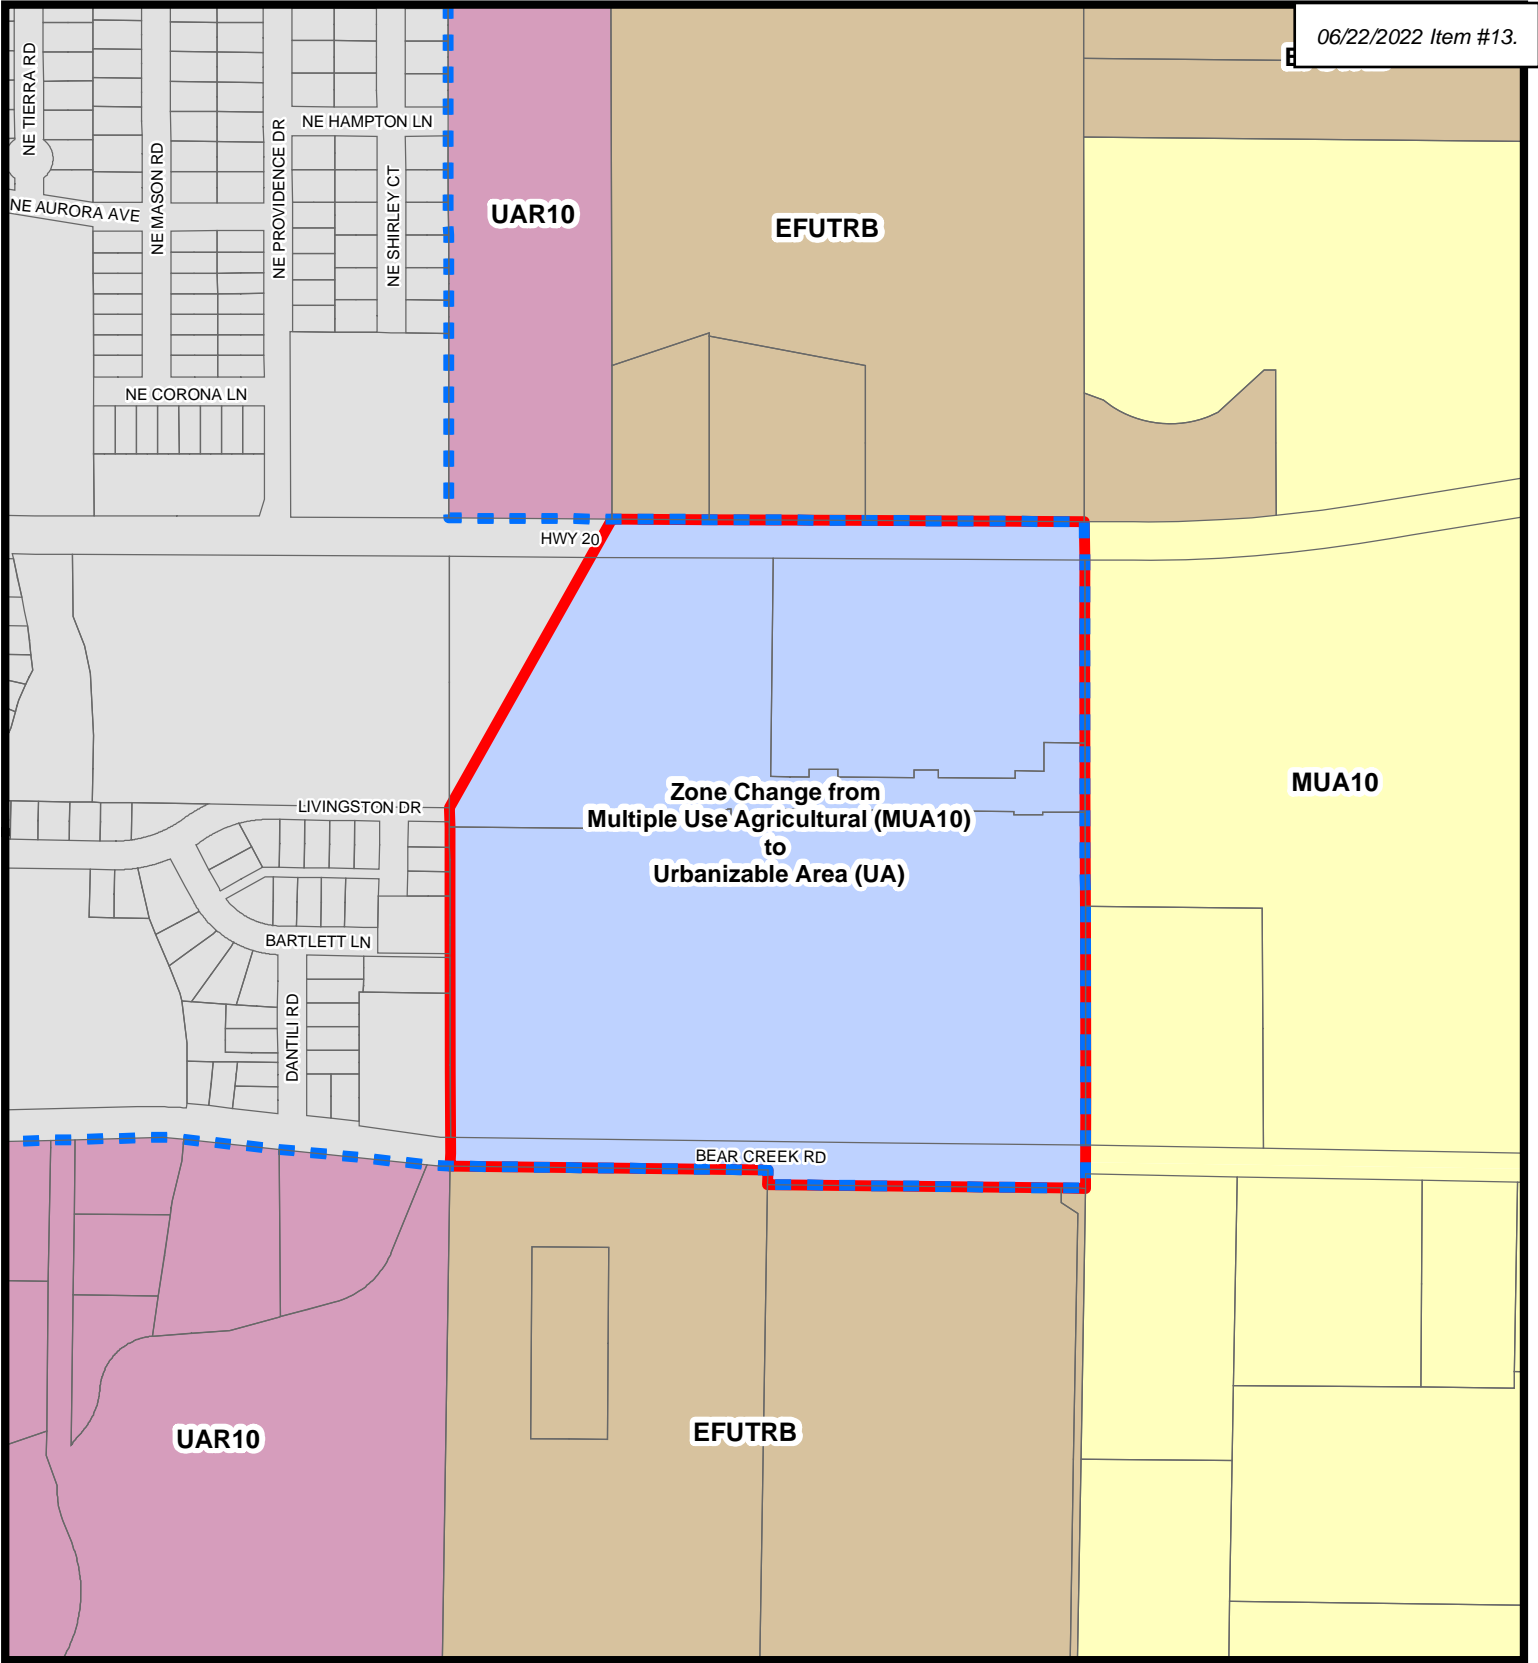 06/22/2022 Item #13.
NE TIERRA RD
NE HAMPTON LN
NE MASON RD
NE PROVIDENCE DR
NE SHIRLEY CT
NE AURORA AVE
UAR10
EFUTRB
NE CORONA LN
HWY 20
MUA10
Zone Change from
Multiple Use Agricultural (MUA10)
to
Urbanizable Area (UA)
LIVINGSTON DR
BARTLETT LN
DANTILI RD
BEAR CREEK RD
UAR10
EFUTRB